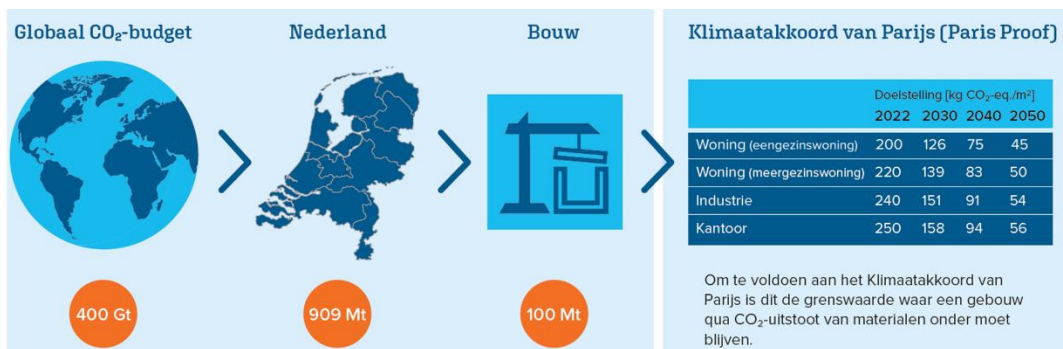 Globaal CO₂-budget
Nederland
Bouw
Klimaatakkoord van Parijs (Paris Proof)
Doelstelling [kg CO₂-eq./m²]
2022 2030 2040 2050
Woning (eengezinswoning) 200 126 75 45
Woning (meergezinswoning) 220 139 83 50
Industrie 240 151 91 54
Kantoor 250 158 94 56
400 Gt
909 Mt
100 Mt
Om te voldoen aan het Klimaatakkoord van
Parijs is dit de grenswaarde waar een gebouw
qua CO₂-uitstoot van materialen onder moet
blijven.